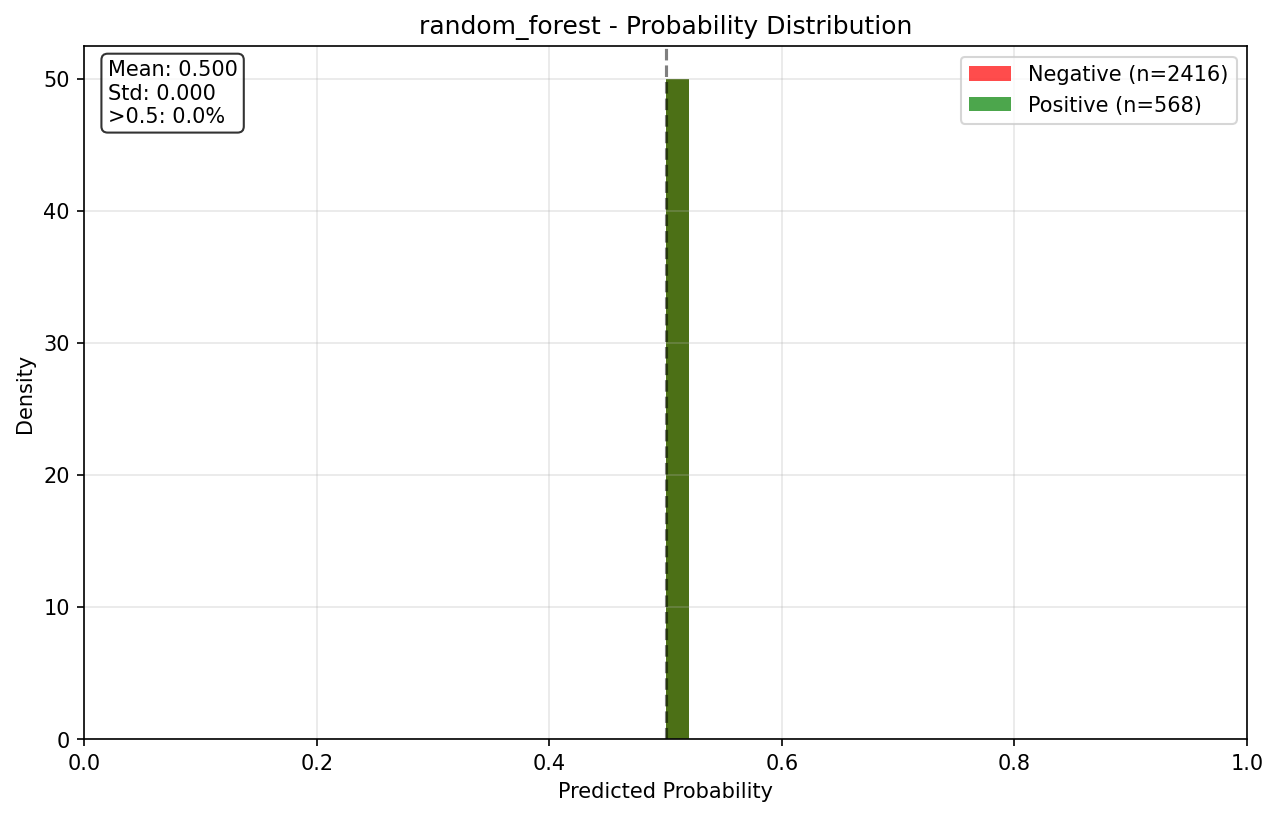 random_forest - Probability Distribution
Mean: 0.500
Std: 0.000
>0.5: 0.0%
Negative (n=2416)
Positive (n=568)
50
40
30
20
10
0
Density
0.0 0.2 0.4 0.6 0.8 1.0
Predicted Probability